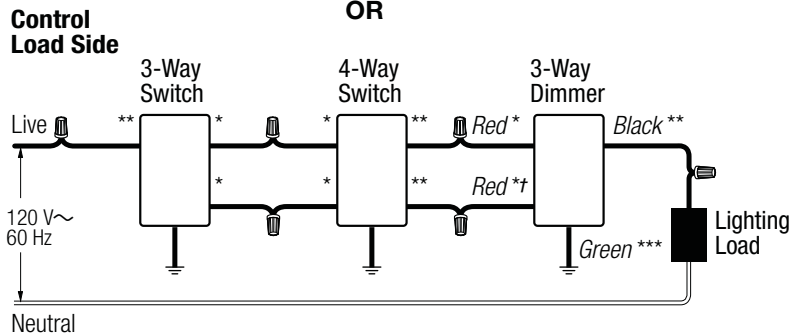 OR
Control
Load Side
3-Way
Switch
4-Way
Switch
3-Way
Dimmer
Live
**
*
*
**
Red *
Black **
*
*
**
Red *†
120 V~
60 Hz
Green ***
Lighting
Load
Neutral